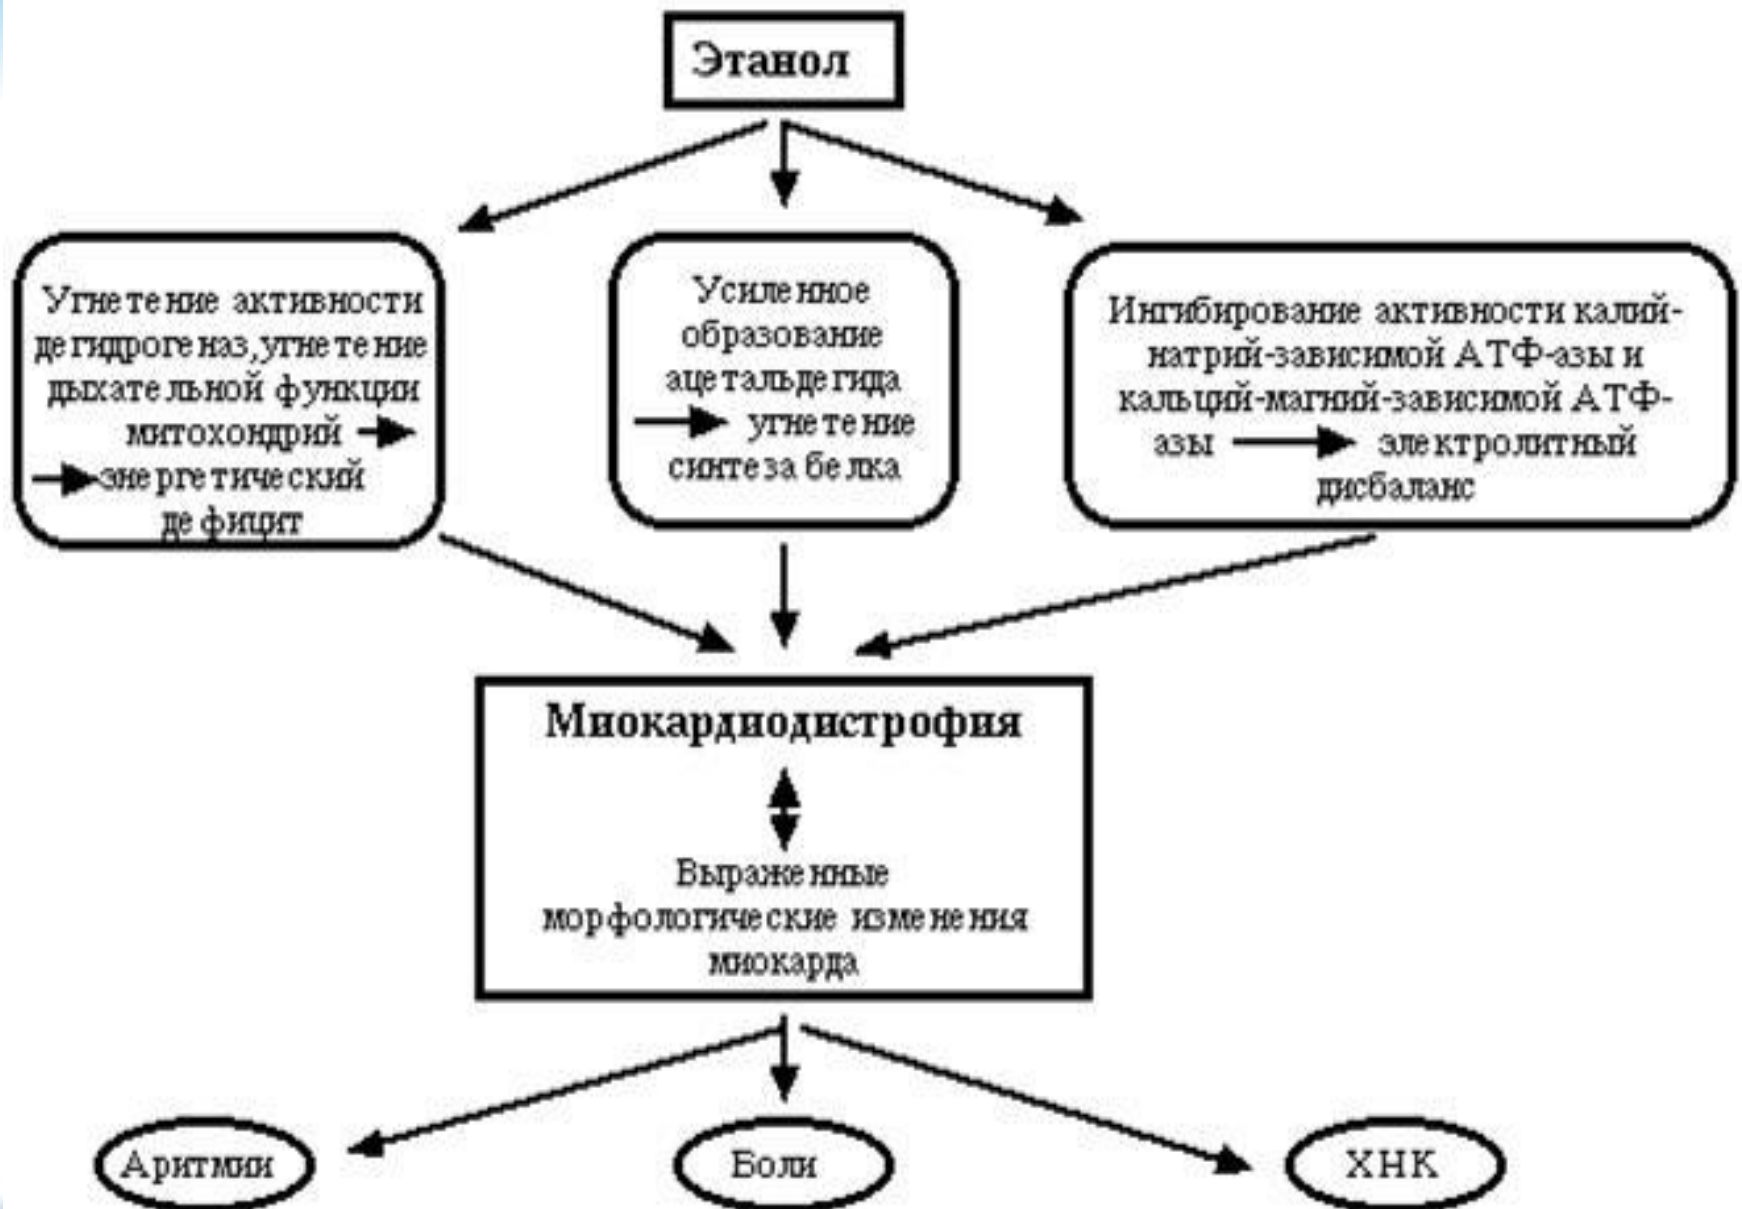 Этанол
Угнетение активности
дегидрогеназ,угнетение
дыхательной функции
митохондрий
энергетический
дефицит
Усиленное
образование
ацетальдегида
угнетение
синтеза белка
Ингибирование активности калий-
натрий-зависимой АТФ-азы и
кальций-магний-зависимой АТФ-
азы электролитный
дисбаланс
Миокардиодистрофия
Выраженные
морфологические изменения
миокарда
Аритмии
Боли
ХНК